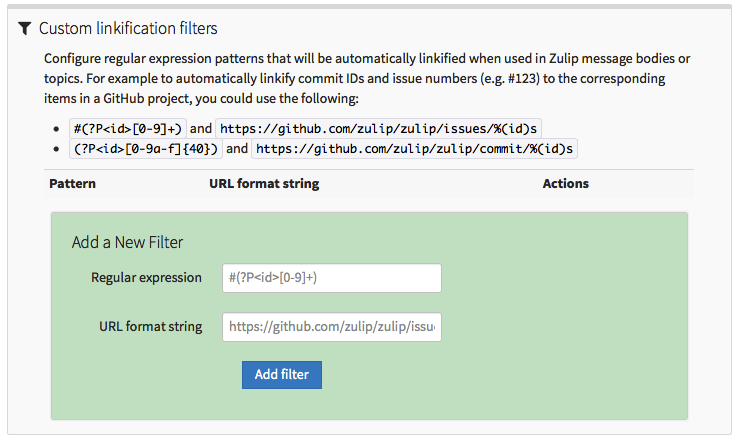 Custom linkification filters
Configure regular expression patterns that will be automatically linkified when used in Zulip message bodies or
topics. For example to automatically linkify commit IDs and issue numbers (e.g. #123) to the corresponding
items in a GitHub project, you could use the following:
• #(?P<id>[0-9]+) and https://github.com/zulip/zulip/issues/%(id)s
• (?P<id>[0-9a-f]{40}) and https://github.com/zulip/zulip/commit/%(id)s
Pattern URL format string Actions
Add a New Filter
Regular expression #(?P<id>[0-9]+)
URL format string https://github.com/zulip/zulip/issu
Add filter